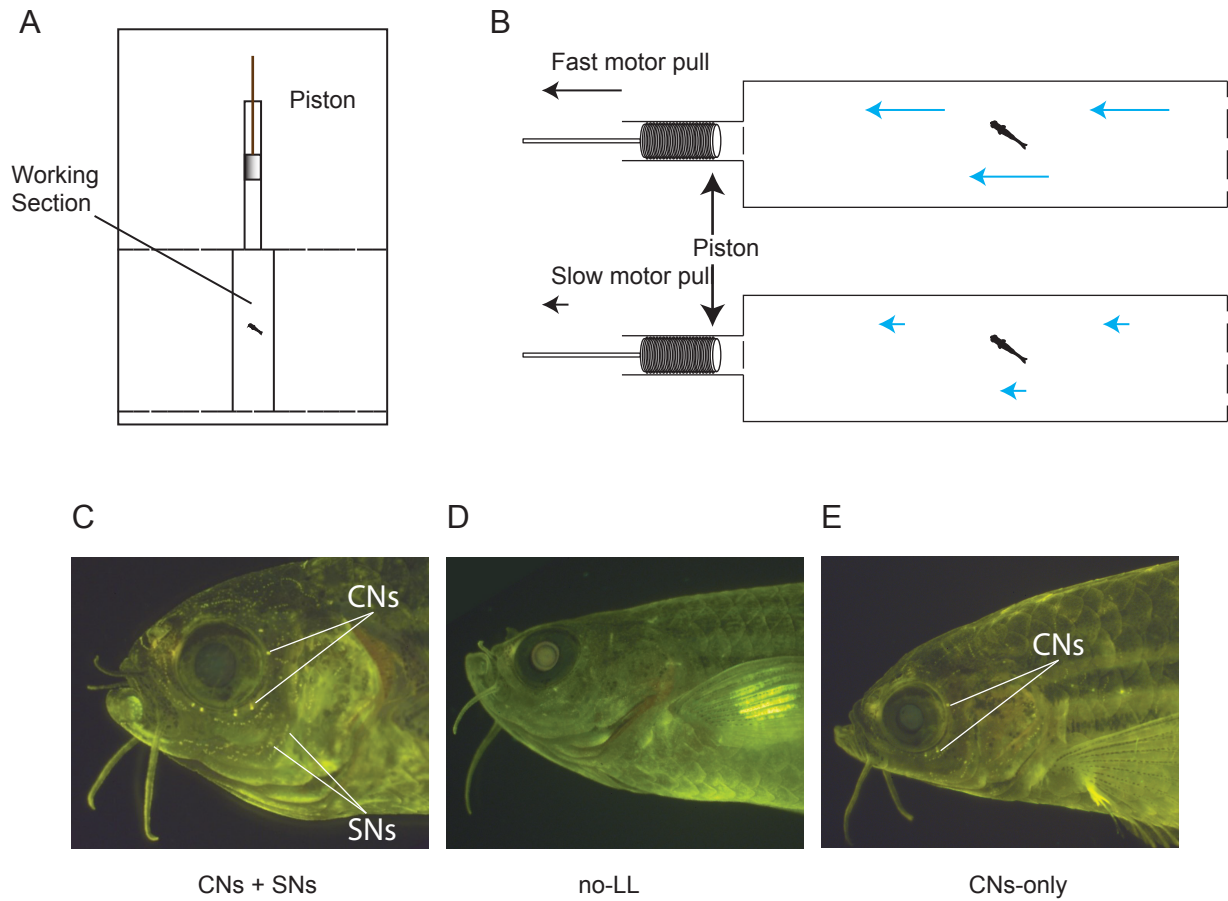 A
Piston
Working
Section
B
Fast motor pull
Piston
Slow motor pull
C
CNs
SNs
CNs + SNs
D
no-LL
E
CNs
CNs-only